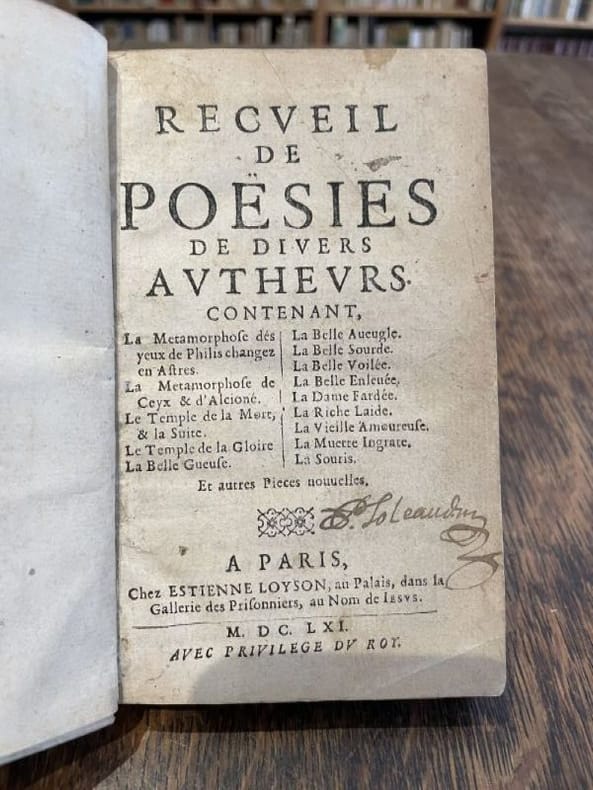 RECVEIL
DE
POËSIES
DE DIVERS
AVTHEVRS.
CONTENANT,
La Metamorphoſe des
yeux de Philis changez
en Aſtres.
La Metamorphoſe de
Ceyx & d'Alcioné.
Le Temple de la Mort,
& la Suite.
Le Temple de la Gloire
La Belle Gueuſe.
La Belle Aueugle.
La Belle Sourde.
La Belle Voilée.
La Belle Enleuée.
La Dame Fardée.
La Riche Laide.
La Vieille Amoureuſe.
La Muette Ingrate.
La Souris.
Et autres Pieces nouuelles.
A PARIS,
Chez ESTIENNE LOYSON, au Palais, dans la
Gallerie des Priſonniers, au Nom de IESVS.
M. DC. LXI.
AVEC PRIVILEGE DV ROY.